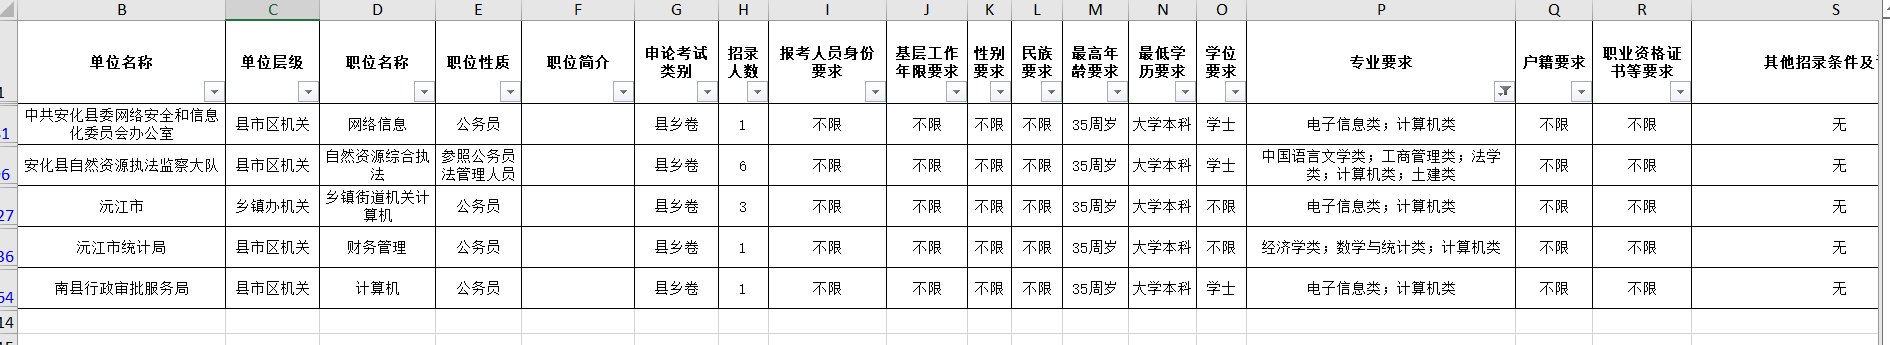 B C D E F G H I J K L M N O P Q R S
1 单位名称 单位层级 职位名称 职位性质 职位简介 申论考试类别 招录人数 报考人员身份要求 基层工作年限要求 性别要求 民族要求 最高年龄要求 最低学历要求 学位要求 专业要求 户籍要求 职业资格证书等要求 其他招录条件及
31 中共安化县委网络安全和信息化委员会办公室 县市区机关 网络信息 公务员 县乡卷 1 不限 不限 不限 不限 35周岁 大学本科 学士 电子信息类；计算机类 不限 不限 无
96 安化县自然资源执法监察大队 县市区机关 自然资源综合执法 参照公务员法管理人员 县乡卷 6 不限 不限 不限 不限 35周岁 大学本科 学士 中国语言文学类；工商管理类；法学类；计算机类；土建类 不限 不限 无
27 沅江市 乡镇办机关 乡镇街道机关计算机 公务员 县乡卷 3 不限 不限 不限 不限 35周岁 大学本科 不限 电子信息类；计算机类 不限 不限 无
36 沅江市统计局 县市区机关 财务管理 公务员 县乡卷 1 不限 不限 不限 不限 35周岁 大学本科 不限 经济学类；数学与统计类；计算机类 不限 不限 无
54 南县行政审批服务局 县市区机关 计算机 公务员 县乡卷 1 不限 不限 不限 不限 35周岁 大学本科 学士 电子信息类；计算机类 不限 不限 无
14